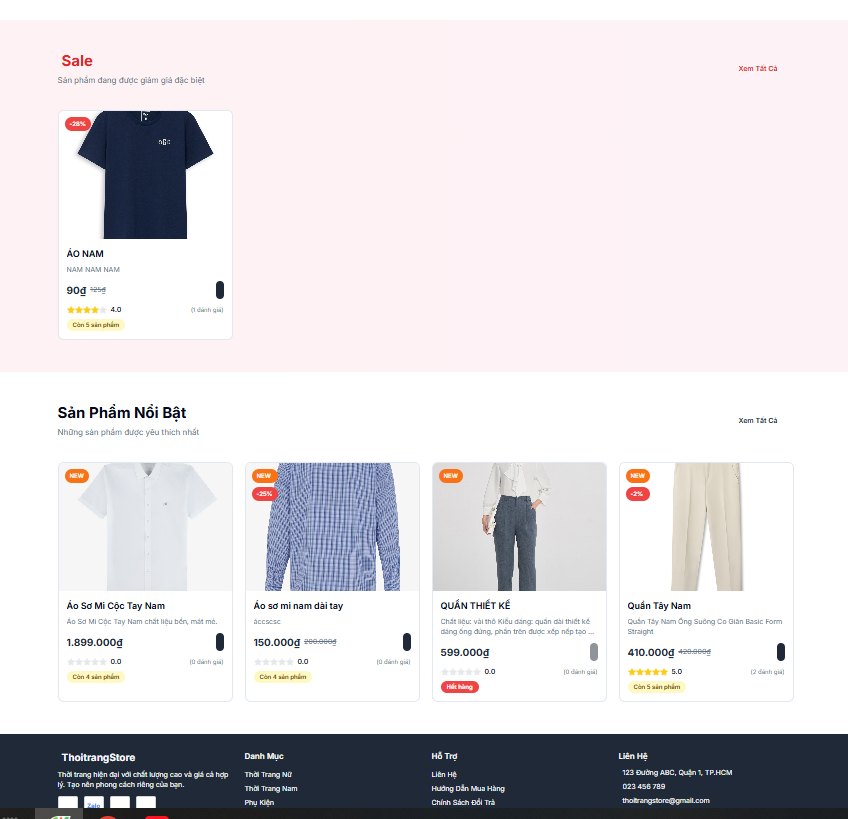 Sale
Sản phẩm đang được giảm giá đặc biệt
Xem Tất Cả
-28%
ÁO NAM
NAM NAM NAM
90₫ 125₫
4.0 (1 đánh giá)
Còn 5 sản phẩm
Sản Phẩm Nổi Bật
Những sản phẩm được yêu thích nhất
Xem Tất Cả
NEW
Áo Sơ Mi Cộc Tay Nam
Áo Sơ Mi Cộc Tay Nam chất liệu bền, mát mẻ.
1.899.000₫
0.0 (0 đánh giá)
Còn 4 sản phẩm
NEW
-25%
Áo sơ mi nam dài tay
áccscsc
150.000₫ 200.000₫
0.0 (0 đánh giá)
Còn 4 sản phẩm
NEW
QUẦN THIẾT KẾ
Chất liệu: vải thô Kiểu dáng: quần dài thiết kế
dáng ống đứng, phần trên được xếp nếp tạo ...
599.000₫
0.0 (0 đánh giá)
Hết hàng
NEW
-2%
Quần Tây Nam
Quần Tây Nam Ống Suông Co Giãn Basic Form
Straight
410.000₫ 420.000₫
5.0 (2 đánh giá)
Còn 5 sản phẩm
ThoitrangStore
Thời trang hiện đại với chất lượng cao và giá cả hợp
lý. Tạo nên phong cách riêng của bạn.
Zalo
Danh Mục
Thời Trang Nữ
Thời Trang Nam
Phụ Kiện
Hỗ Trợ
Liên Hệ
Hướng Dẫn Mua Hàng
Chính Sách Đổi Trả
Liên Hệ
123 Đường ABC, Quận 1, TP.HCM
023 456 789
thoitrangstore@gmail.com